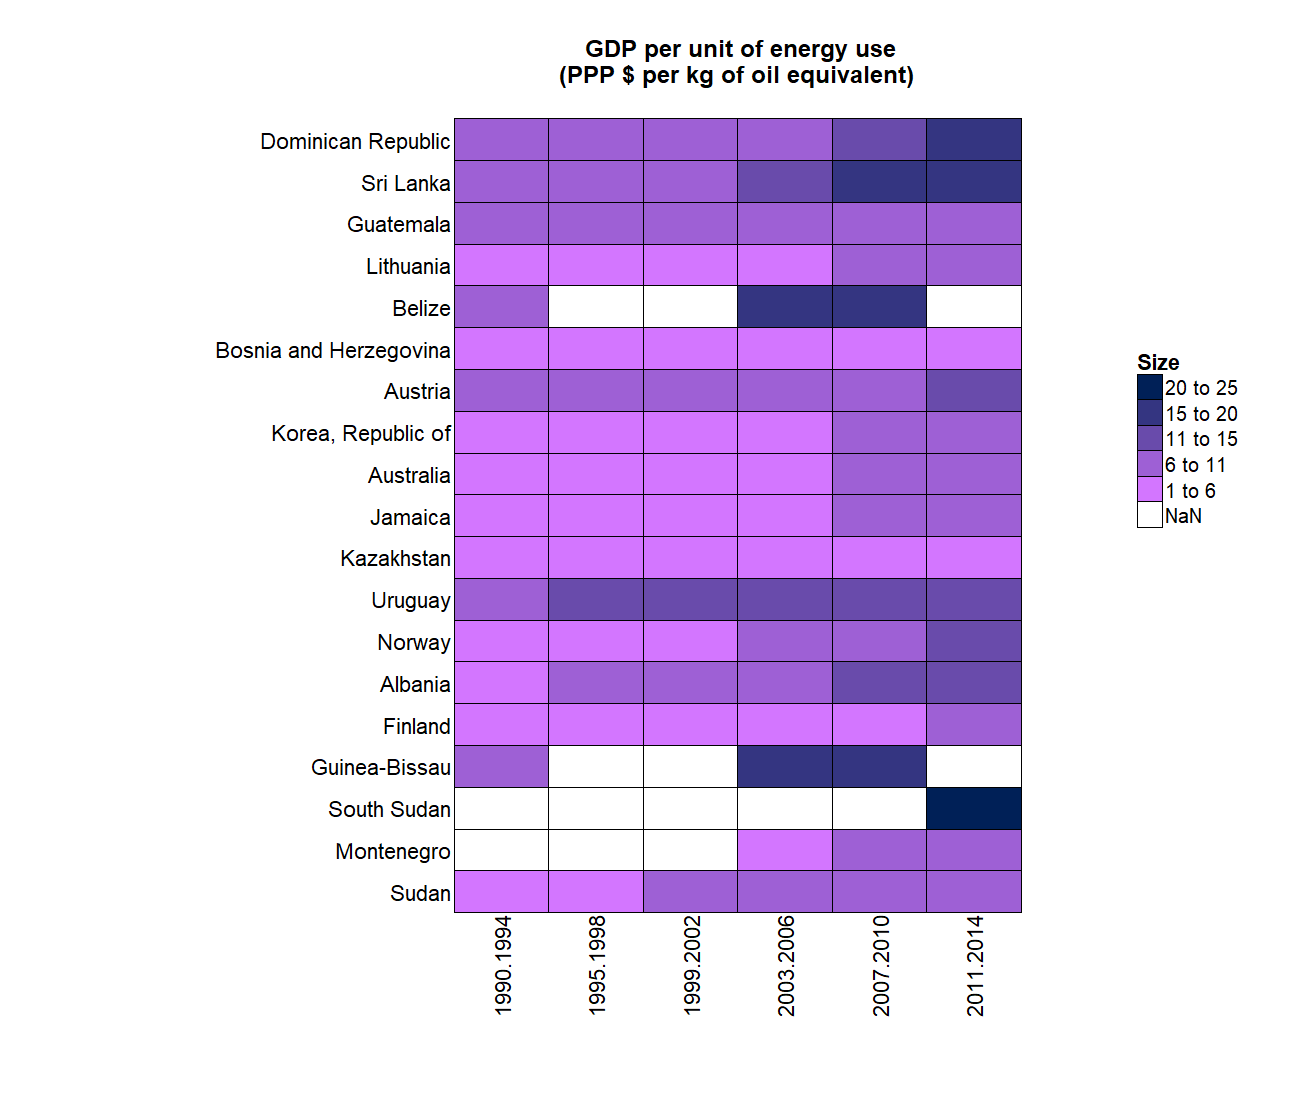 GDP per unit of energy use
(PPP $ per kg of oil equivalent)
Dominican Republic
Sri Lanka
Guatemala
Lithuania
Belize
Bosnia and Herzegovina
Austria
Korea, Republic of
Australia
Jamaica
Kazakhstan
Uruguay
Norway
Albania
Finland
Guinea-Bissau
South Sudan
Montenegro
Sudan
1990.1994
1995.1998
1999.2002
2003.2006
2007.2010
2011.2014
Size
20 to 25
15 to 20
11 to 15
6 to 11
1 to 6
NaN